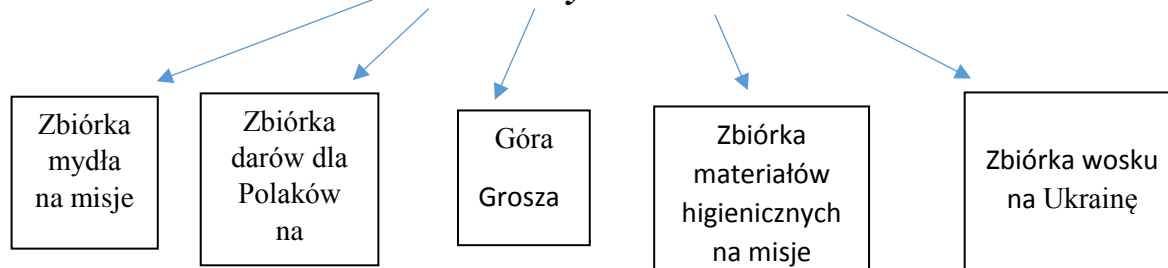 Zbiórka
mydła
na misje
Zbiórka
darów dla
Polaków
na
Góra
Grosza
Zbiórka
materiałów
higienicznych
na misje
Zbiórka wosku
na Ukrainę